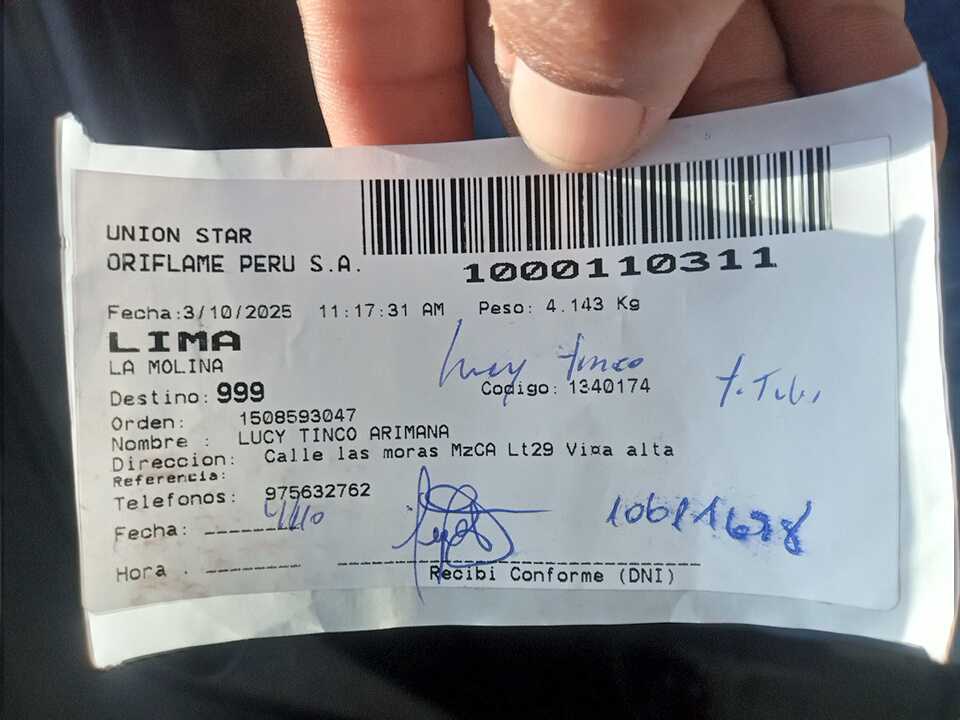 UNION STAR
ORIFLAME PERU S.A.
1000110311
Fecha:3/10/2025 11:17:31 AM Peso: 4.143 Kg
LIMA
LA MOLINA
Lucy Tinco
Destino: 999 Codigo: 1340174
Orden: 1508593047
Nombre : LUCY TINCO ARIMANA
Direccion: Calle las moras MzCA Lt29 Vi¤a alta
Referencia:
Telefonos: 975632762
Fecha: 4/10
Hora :
Recibi Conforme (DNI)